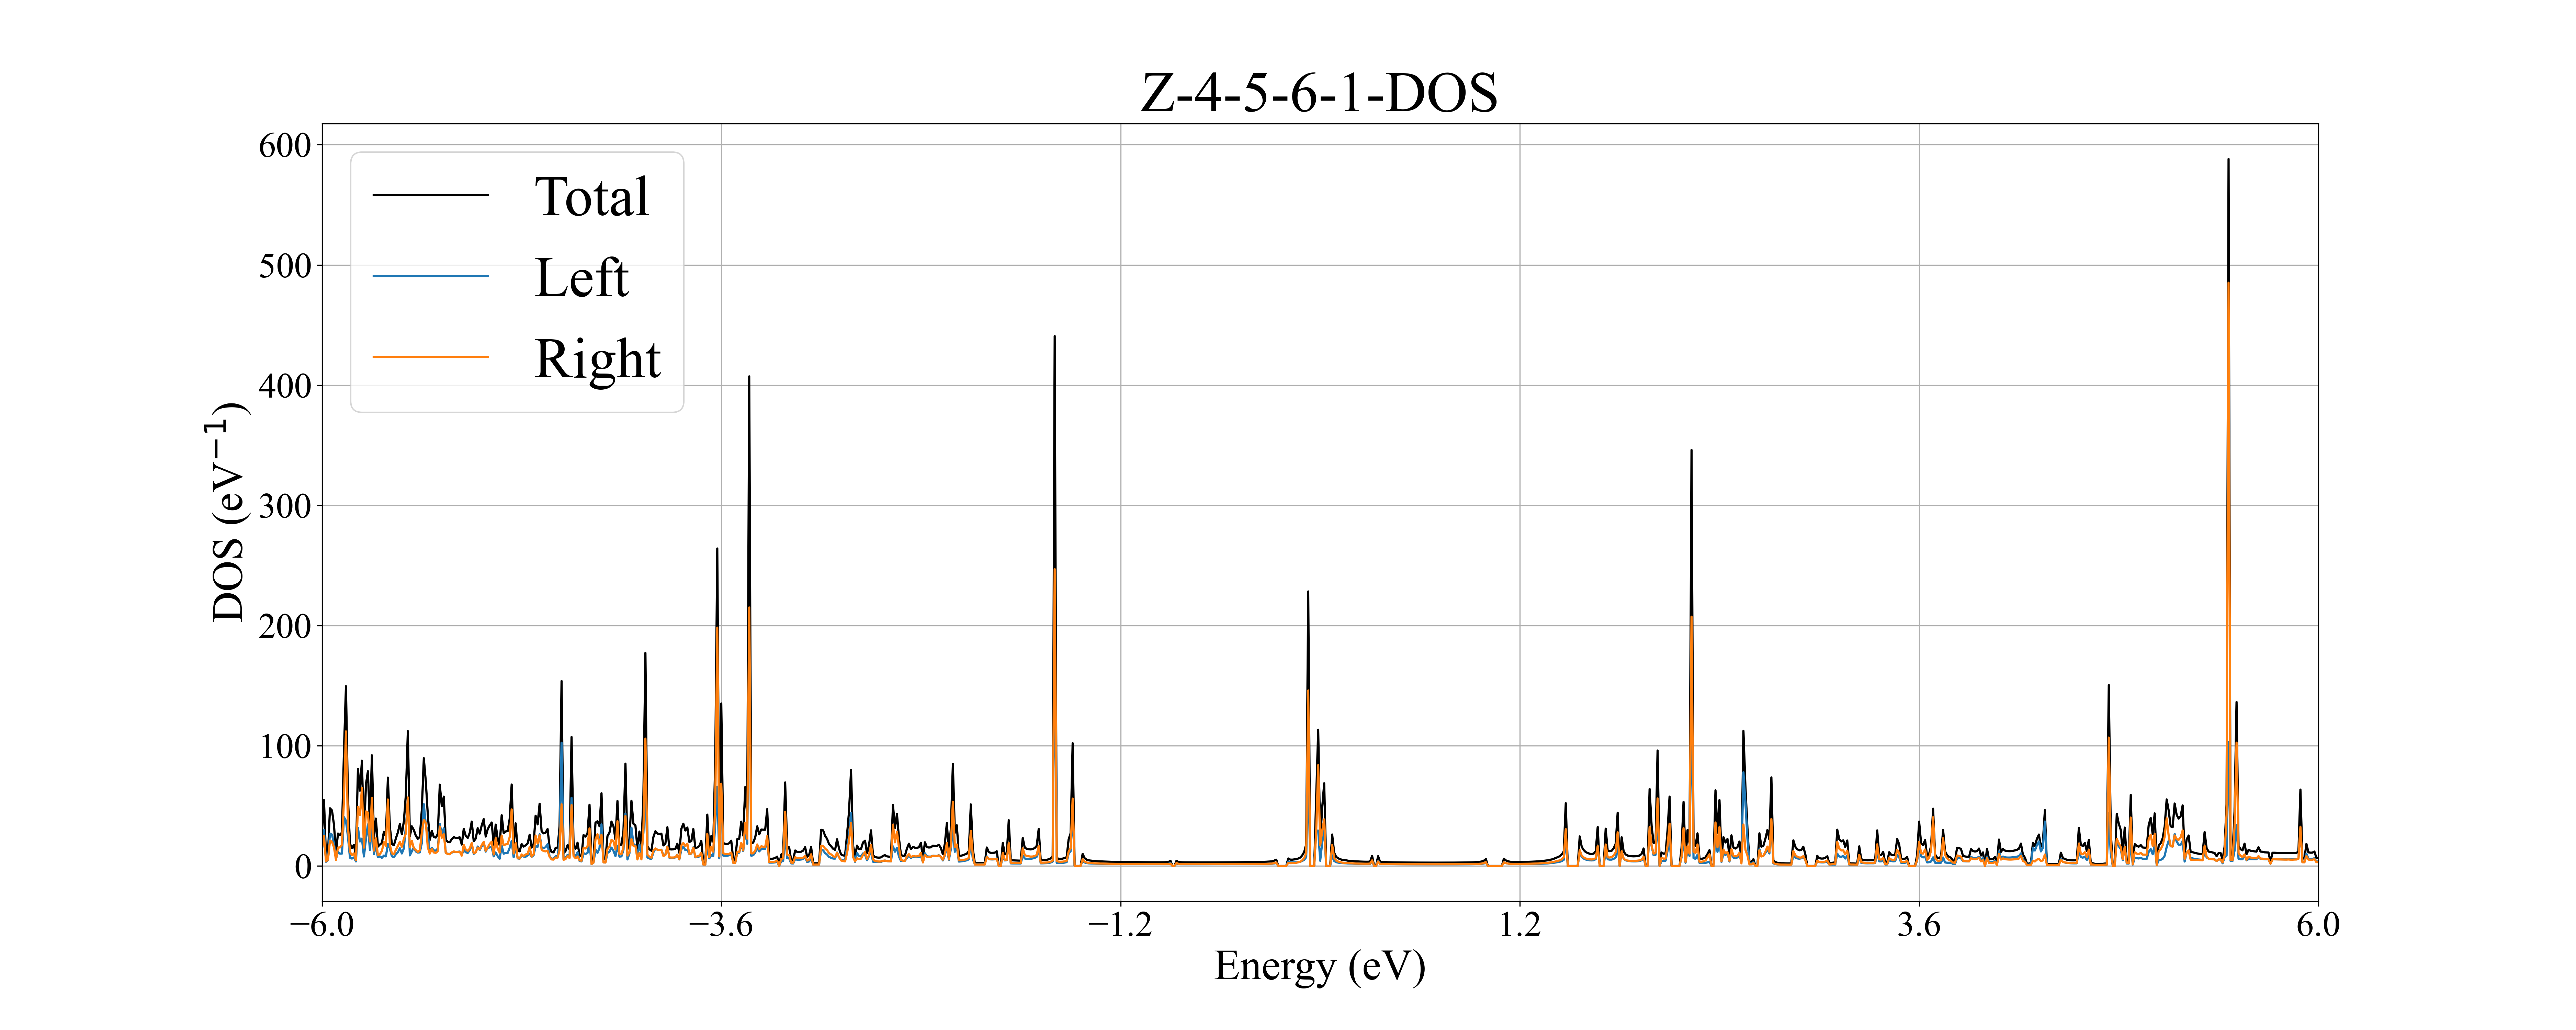 Z-4-5-6-1-DOS
600
500
400
300
200
100
0
DOS (eV⁻¹)
Total
Left
Right
−6.0 −3.6 −1.2 1.2 3.6 6.0
Energy (eV)